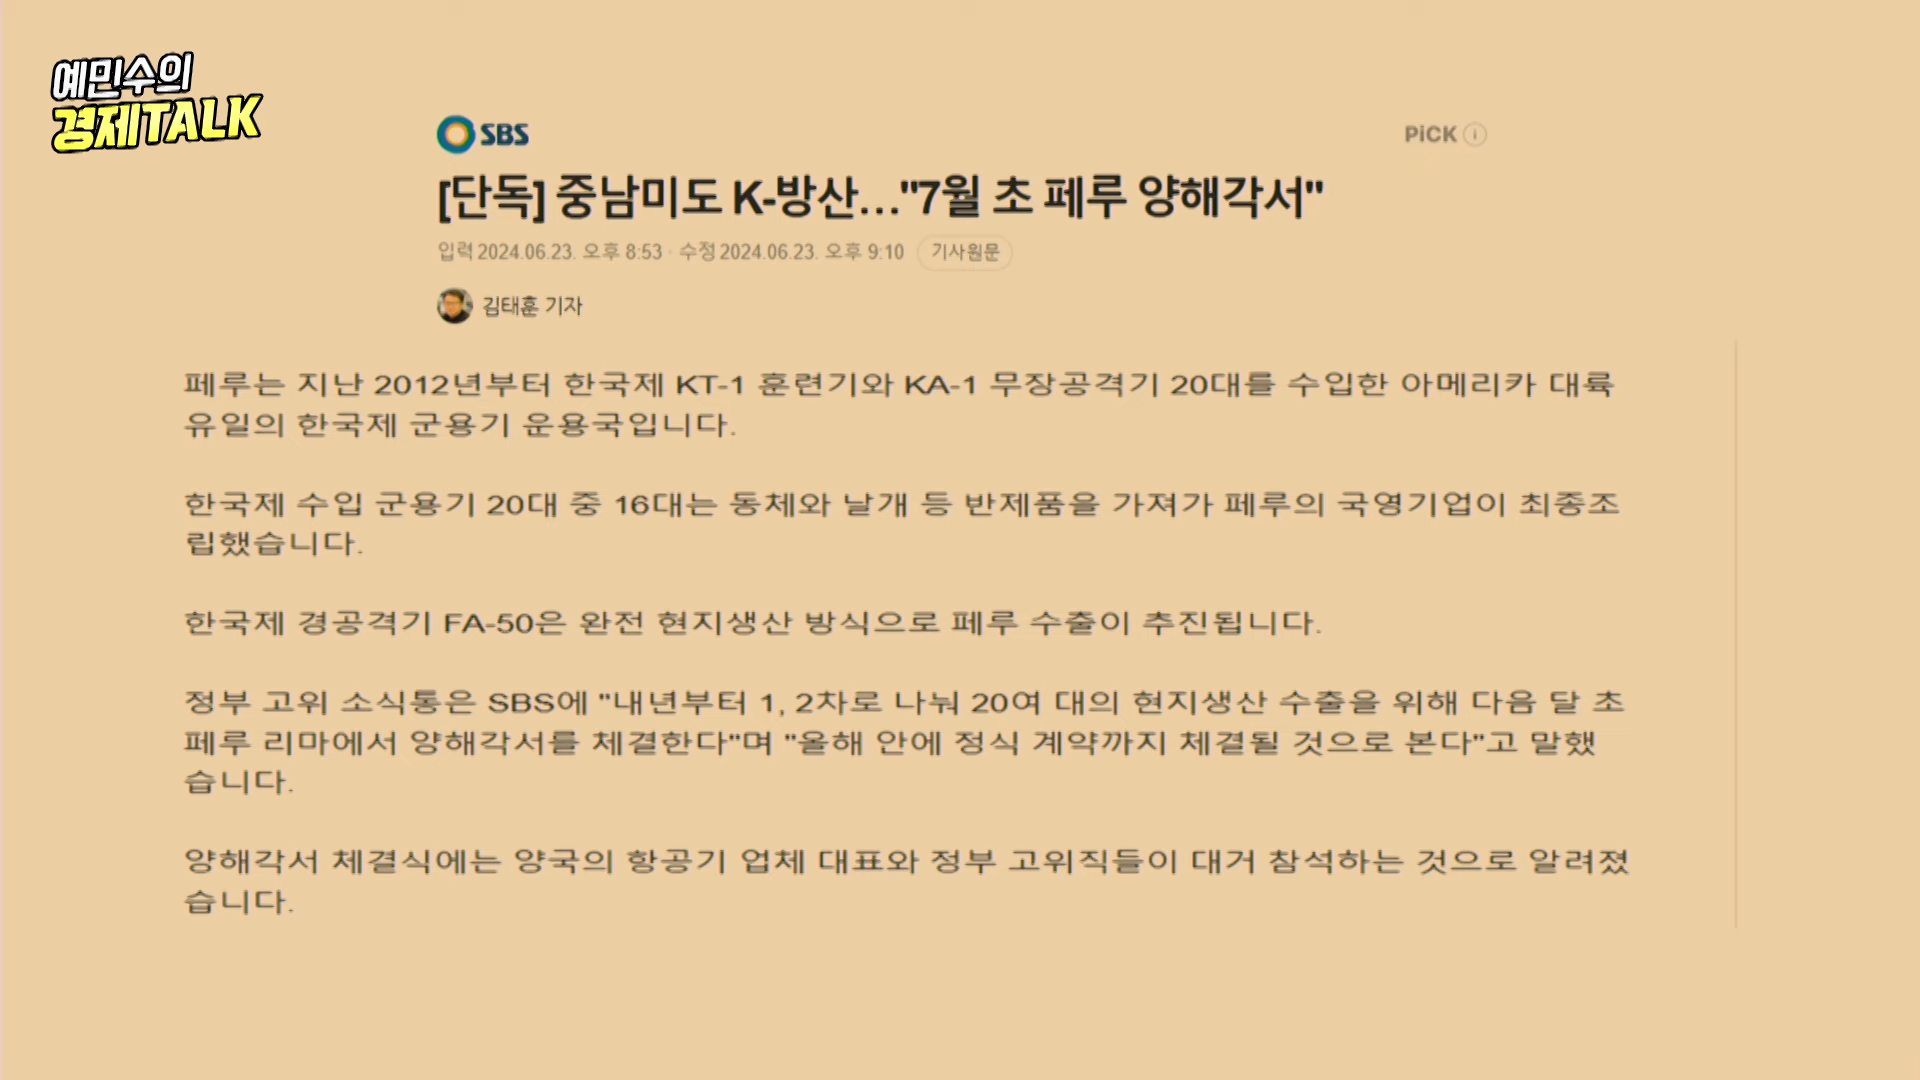 예민수의
경제TALK
SBS
PiCK i
[단독] 중남미도 K-방산…"7월 초 페루 양해각서"
입력 2024.06.23. 오후 8:53 · 수정 2024.06.23. 오후 9:10 기사원문
김태훈 기자
페루는 지난 2012년부터 한국제 KT-1 훈련기와 KA-1 무장공격기 20대를 수입한 아메리카 대륙
유일의 한국제 군용기 운용국입니다.
한국제 수입 군용기 20대 중 16대는 동체와 날개 등 반제품을 가져가 페루의 국영기업이 최종조
립했습니다.
한국제 경공격기 FA-50은 완전 현지생산 방식으로 페루 수출이 추진됩니다.
정부 고위 소식통은 SBS에 "내년부터 1, 2차로 나눠 20여 대의 현지생산 수출을 위해 다음 달 초
페루 리마에서 양해각서를 체결한다"며 "올해 안에 정식 계약까지 체결될 것으로 본다"고 말했
습니다.
양해각서 체결식에는 양국의 항공기 업체 대표와 정부 고위직들이 대거 참석하는 것으로 알려졌
습니다.